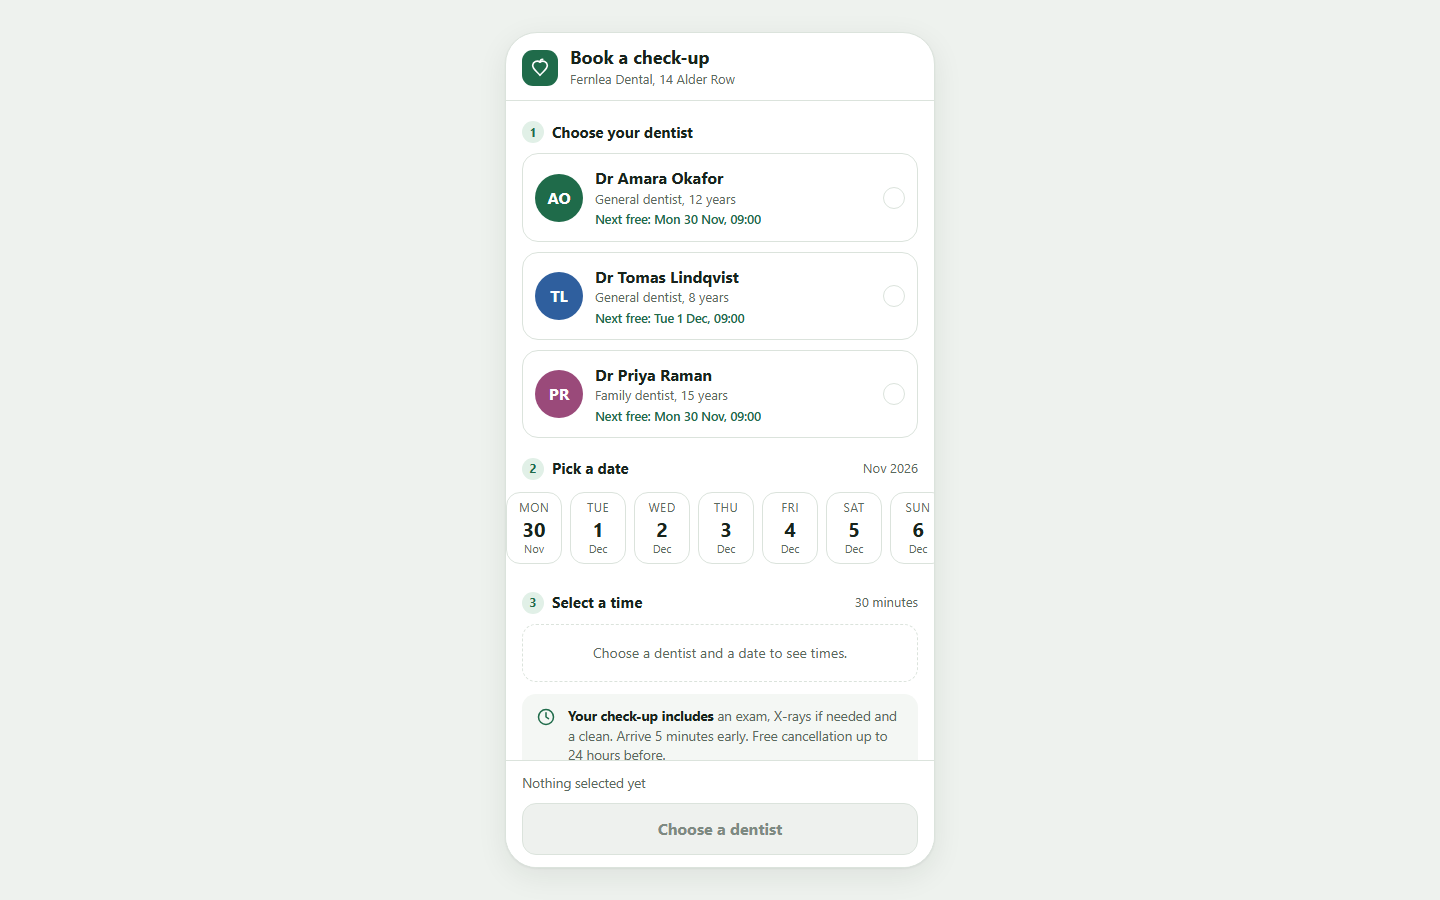 Book a check-up
Fernlea Dental, 14 Alder Row
1 Choose your dentist
AO
Dr Amara Okafor
General dentist, 12 years
Next free: Mon 30 Nov, 09:00
TL
Dr Tomas Lindqvist
General dentist, 8 years
Next free: Tue 1 Dec, 09:00
PR
Dr Priya Raman
Family dentist, 15 years
Next free: Mon 30 Nov, 09:00
2 Pick a date Nov 2026
MON TUE WED THU FRI SAT SUN
30 1 2 3 4 5 6
Nov Dec Dec Dec Dec Dec Dec
3 Select a time 30 minutes
Choose a dentist and a date to see times.
Your check-up includes an exam, X-rays if needed and
a clean. Arrive 5 minutes early. Free cancellation up to
24 hours before.
Nothing selected yet
Choose a dentist